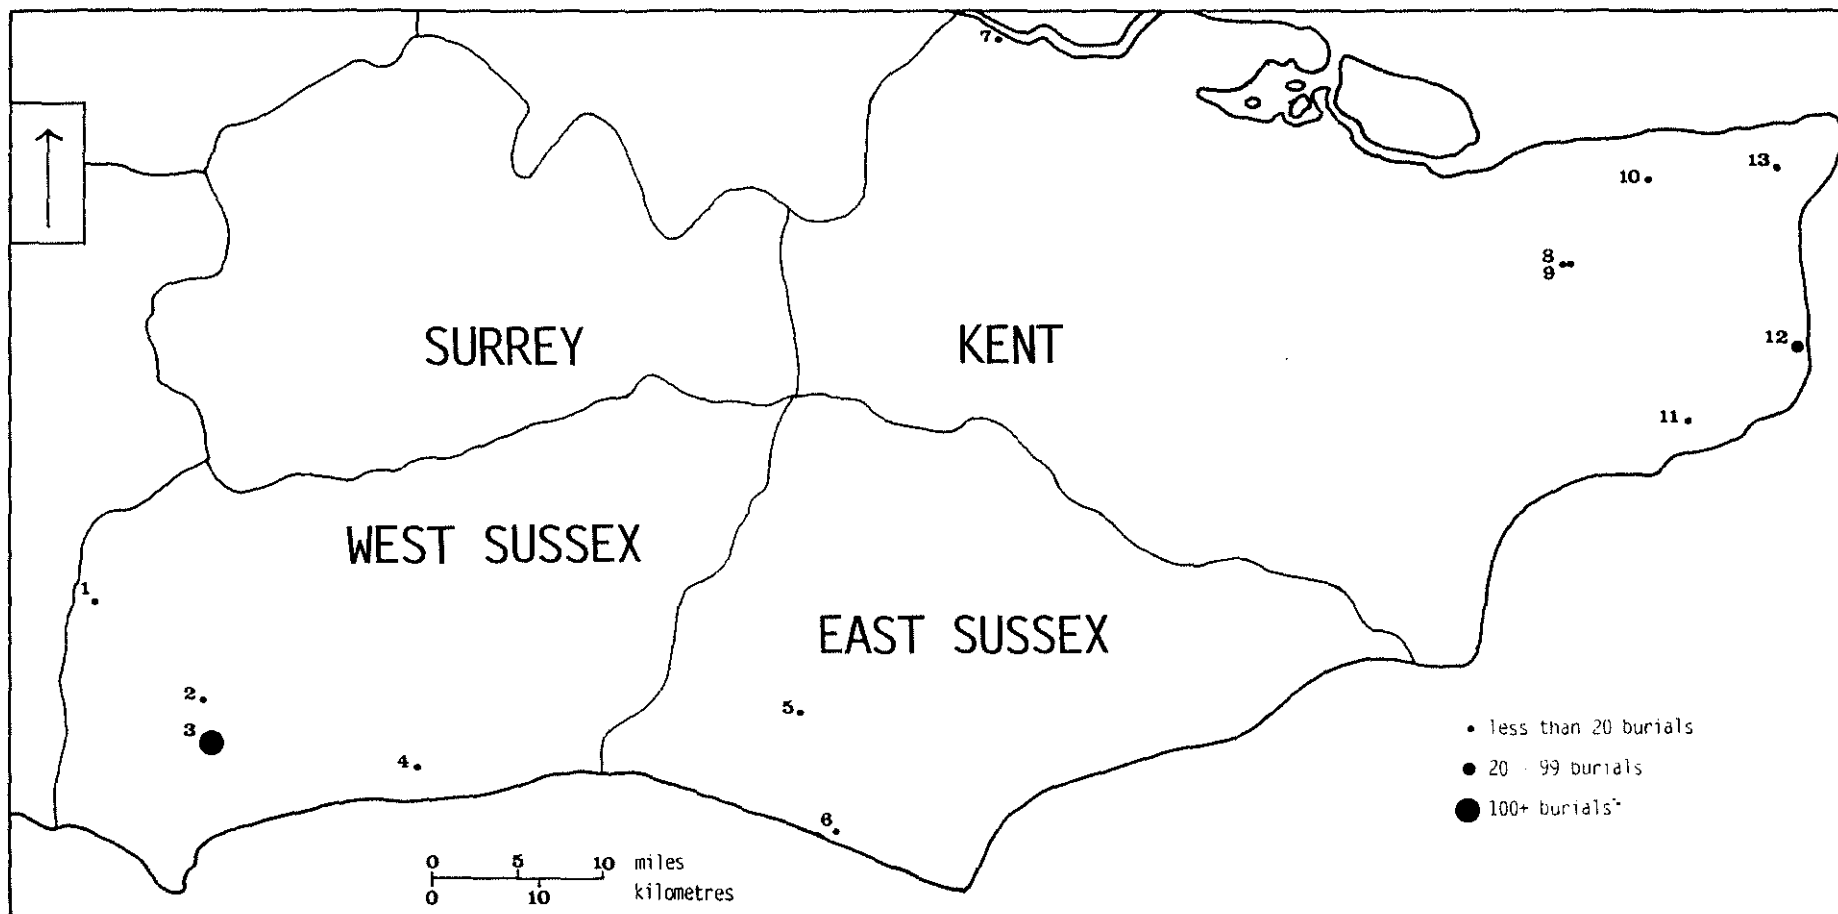 7
13
10
8
9
SURREY
KENT
12
11
WEST SUSSEX
1
EAST SUSSEX
2
5
3
less than 20 burials
4
20 - 99 burials
100+ burials
6
0 5 10 miles
0 10 kilometres